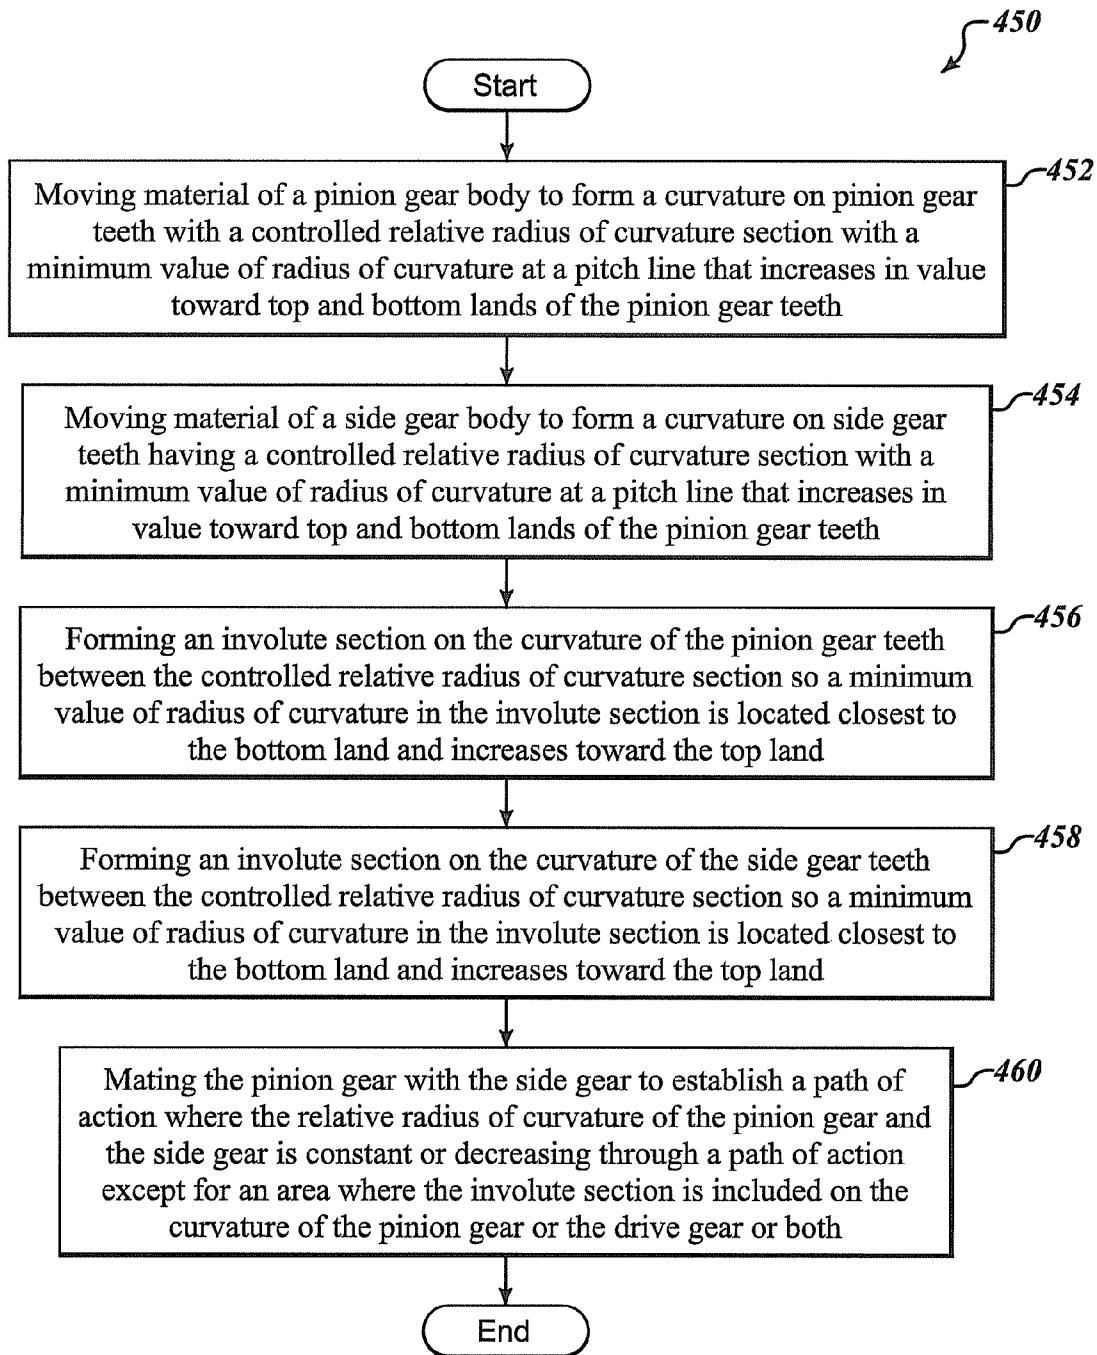 450
Start
452
Moving material of a pinion gear body to form a curvature on pinion gear
teeth with a controlled relative radius of curvature section with a
minimum value of radius of curvature at a pitch line that increases in value
toward top and bottom lands of the pinion gear teeth
454
Moving material of a side gear body to form a curvature on side gear
teeth having a controlled relative radius of curvature section with a
minimum value of radius of curvature at a pitch line that increases in
value toward top and bottom lands of the pinion gear teeth
456
Forming an involute section on the curvature of the pinion gear teeth
between the controlled relative radius of curvature section so a minimum
value of radius of curvature in the involute section is located closest to
the bottom land and increases toward the top land
458
Forming an involute section on the curvature of the side gear teeth
between the controlled relative radius of curvature section so a minimum
value of radius of curvature in the involute section is located closest to
the bottom land and increases toward the top land
460
Mating the pinion gear with the side gear to establish a path of
action where the relative radius of curvature of the pinion gear and
the side gear is constant or decreasing through a path of action
except for an area where the involute section is included on the
curvature of the pinion gear or the drive gear or both
End